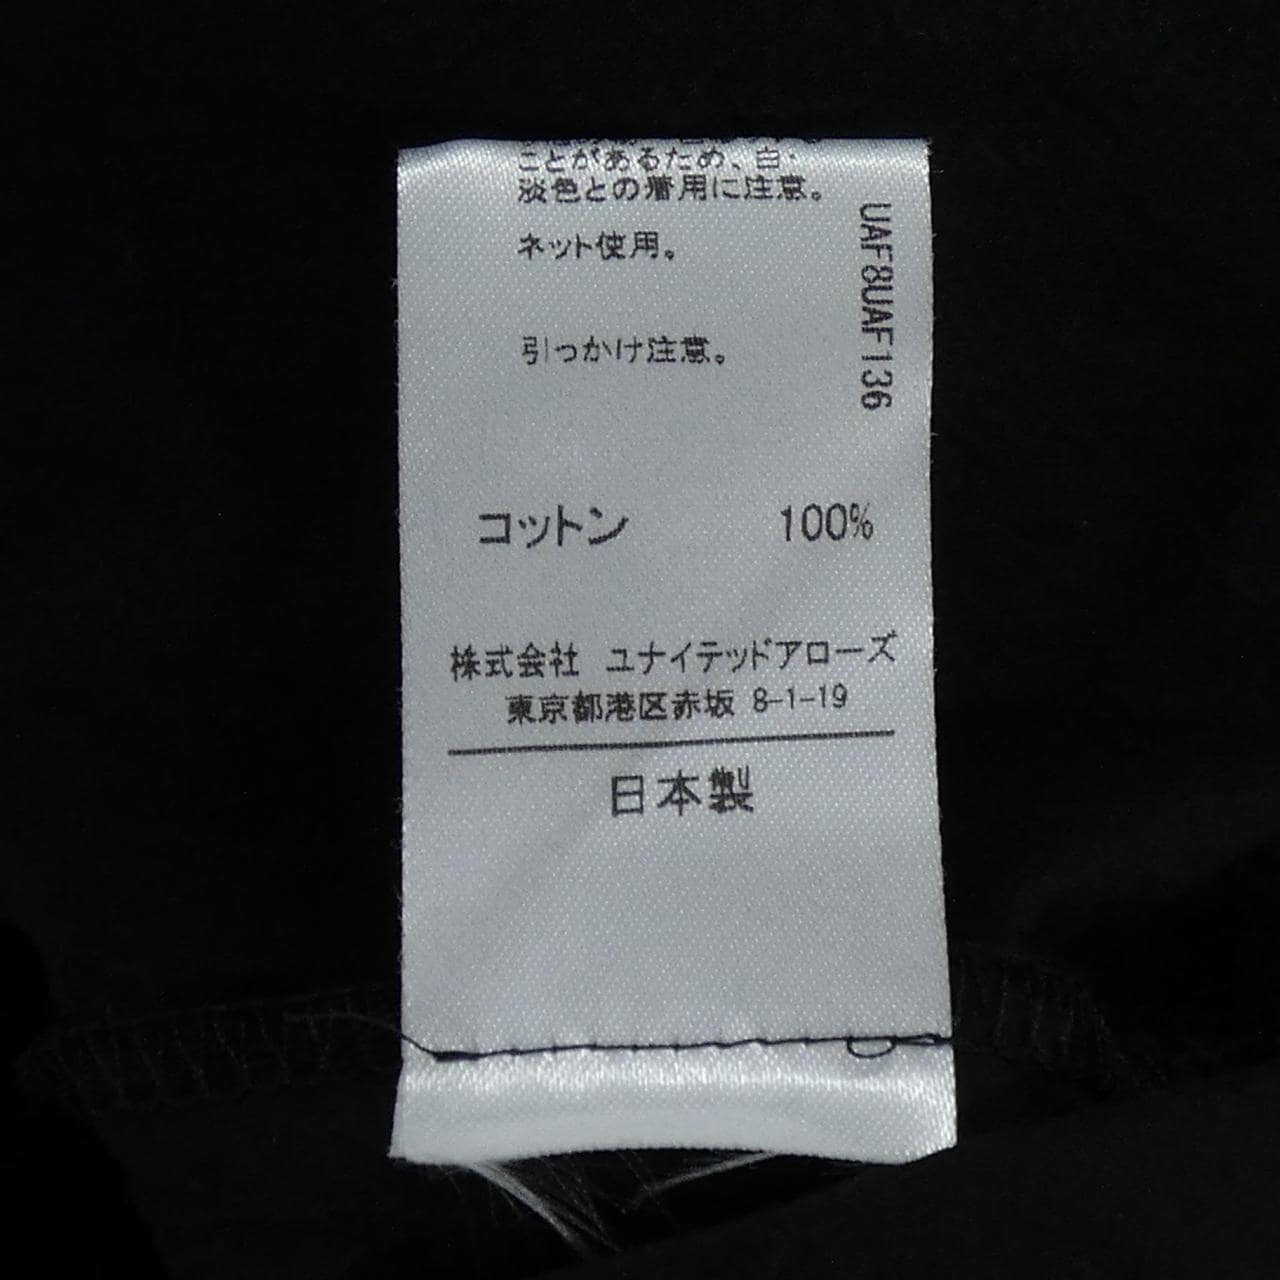 ことがあるため、白・
淡色との着用に注意。
ネット使用。
引っかけ注意。
UAF8UAF136
コットン 100%
株式会社 ユナイテッドアローズ
東京都港区赤坂 8-1-19
日本製